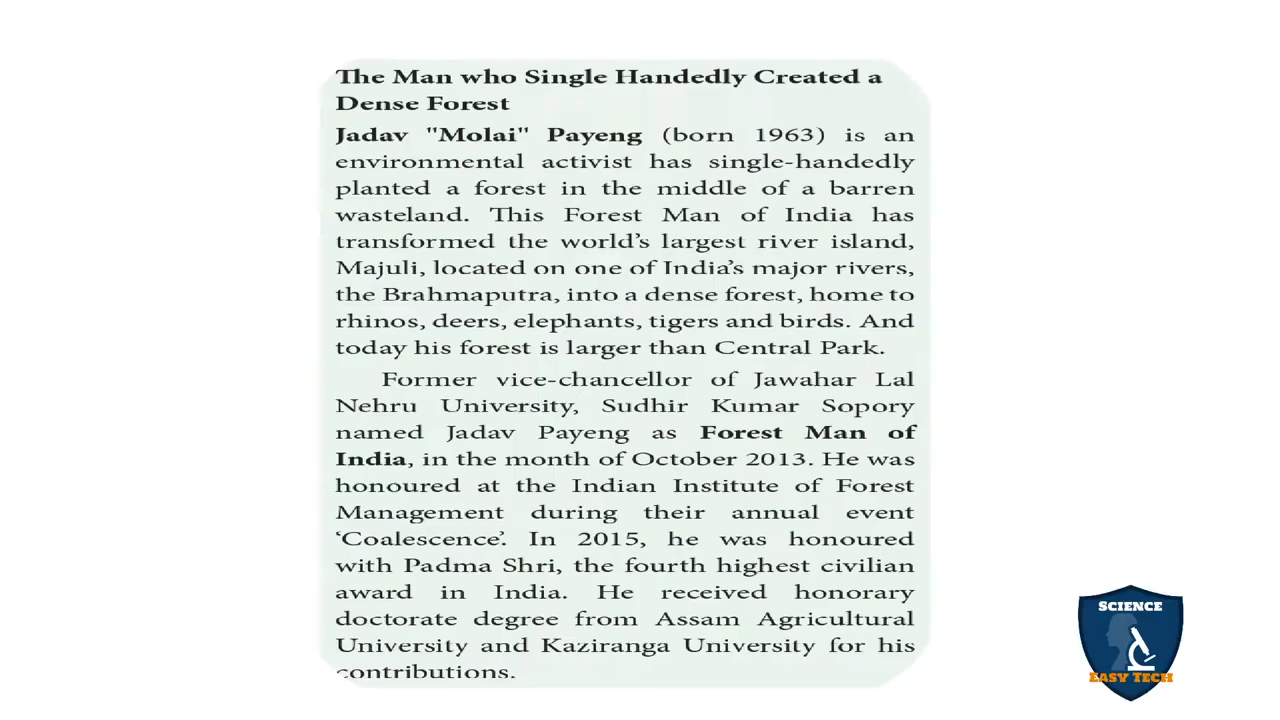 The Man who Single Handedly Created a
Dense Forest
Jadav "Molai" Payeng (born 1963) is an
environmental activist has single-handedly
planted a forest in the middle of a barren
wasteland. This Forest Man of India has
transformed the world’s largest river island,
Majuli, located on one of India’s major rivers,
the Brahmaputra, into a dense forest, home to
rhinos, deers, elephants, tigers and birds. And
today his forest is larger than Central Park.
Former vice-chancellor of Jawahar Lal
Nehru University, Sudhir Kumar Sopory
named Jadav Payeng as Forest Man of
India, in the month of October 2013. He was
honoured at the Indian Institute of Forest
Management during their annual event
‘Coalescence’. In 2015, he was honoured
with Padma Shri, the fourth highest civilian
award in India. He received honorary
doctorate degree from Assam Agricultural
University and Kaziranga University for his
contributions.
SCIENCE
EASY TECH